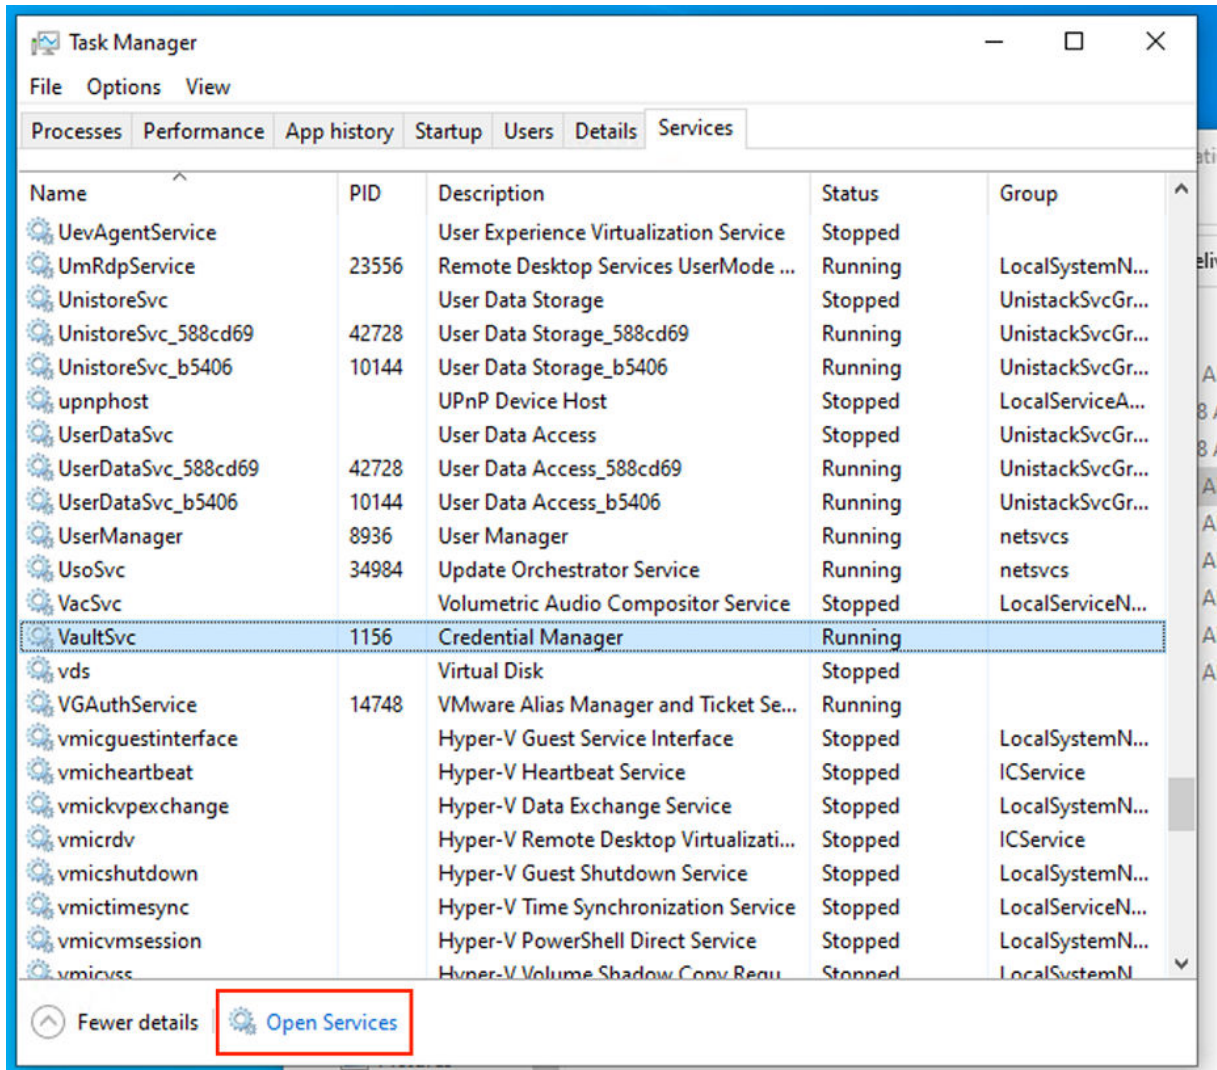 Task Manager
File Options View
Processes Performance App history Startup Users Details Services
Name PID Description Status Group
UevAgentService User Experience Virtualization Service Stopped
UmRdpService 23556 Remote Desktop Services UserMode ... Running LocalSystemN...
UnistoreSvc User Data Storage Stopped UnistackSvcGr...
UnistoreSvc_588cd69 42728 User Data Storage_588cd69 Running UnistackSvcGr...
UnistoreSvc_b5406 10144 User Data Storage_b5406 Running UnistackSvcGr...
upnphost UPnP Device Host Stopped LocalServiceA...
UserDataSvc User Data Access Stopped UnistackSvcGr...
UserDataSvc_588cd69 42728 User Data Access_588cd69 Running UnistackSvcGr...
UserDataSvc_b5406 10144 User Data Access_b5406 Running UnistackSvcGr...
UserManager 8936 User Manager Running netsvcs
UsoSvc 34984 Update Orchestrator Service Running netsvcs
VacSvc Volumetric Audio Compositor Service Stopped LocalServiceN...
VaultSvc 1156 Credential Manager Running
vds Virtual Disk Stopped
VGAuthService 14748 VMware Alias Manager and Ticket Se... Running
vmicguestinterface Hyper-V Guest Service Interface Stopped LocalSystemN...
vmicheartbeat Hyper-V Heartbeat Service Stopped ICService
vmickvpexchange Hyper-V Data Exchange Service Stopped LocalSystemN...
vmicrdv Hyper-V Remote Desktop Virtualizati... Stopped ICService
vmicshutdown Hyper-V Guest Shutdown Service Stopped LocalSystemN...
vmictimesync Hyper-V Time Synchronization Service Stopped LocalServiceN...
vmicvmsession Hyper-V PowerShell Direct Service Stopped LocalSystemN...
vmicvss Hyper-V Volume Shadow Copy Requ Stopped LocalSystemN
Fewer details Open Services